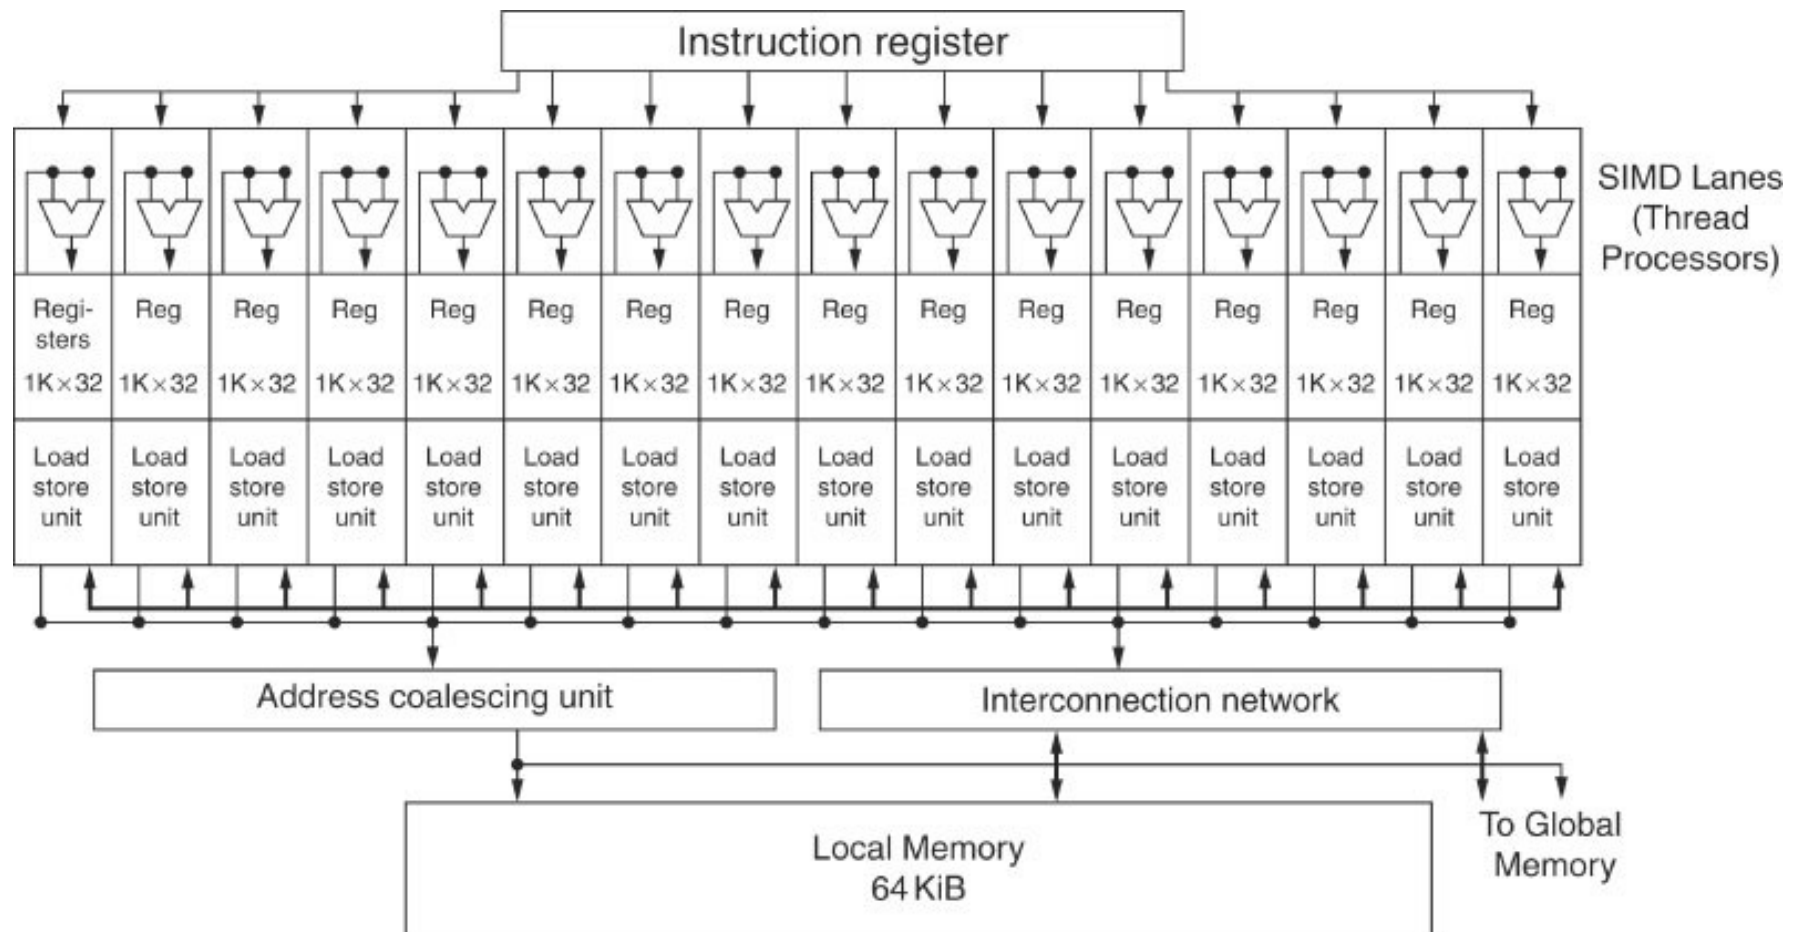 Instruction register
SIMD Lanes
(Thread
Processors)
Regi-
sters
Reg Reg Reg Reg Reg Reg Reg Reg Reg Reg Reg Reg Reg Reg Reg
1K×32 1K×32 1K×32 1K×32 1K×32 1K×32 1K×32 1K×32 1K×32 1K×32 1K×32 1K×32 1K×32 1K×32 1K×32 1K×32
Load Load Load Load Load Load Load Load Load Load Load Load Load Load Load Load
store store store store store store store store store store store store store store store store
unit unit unit unit unit unit unit unit unit unit unit unit unit unit unit unit
Address coalescing unit
Interconnection network
To Global
Memory
Local Memory
64 KiB